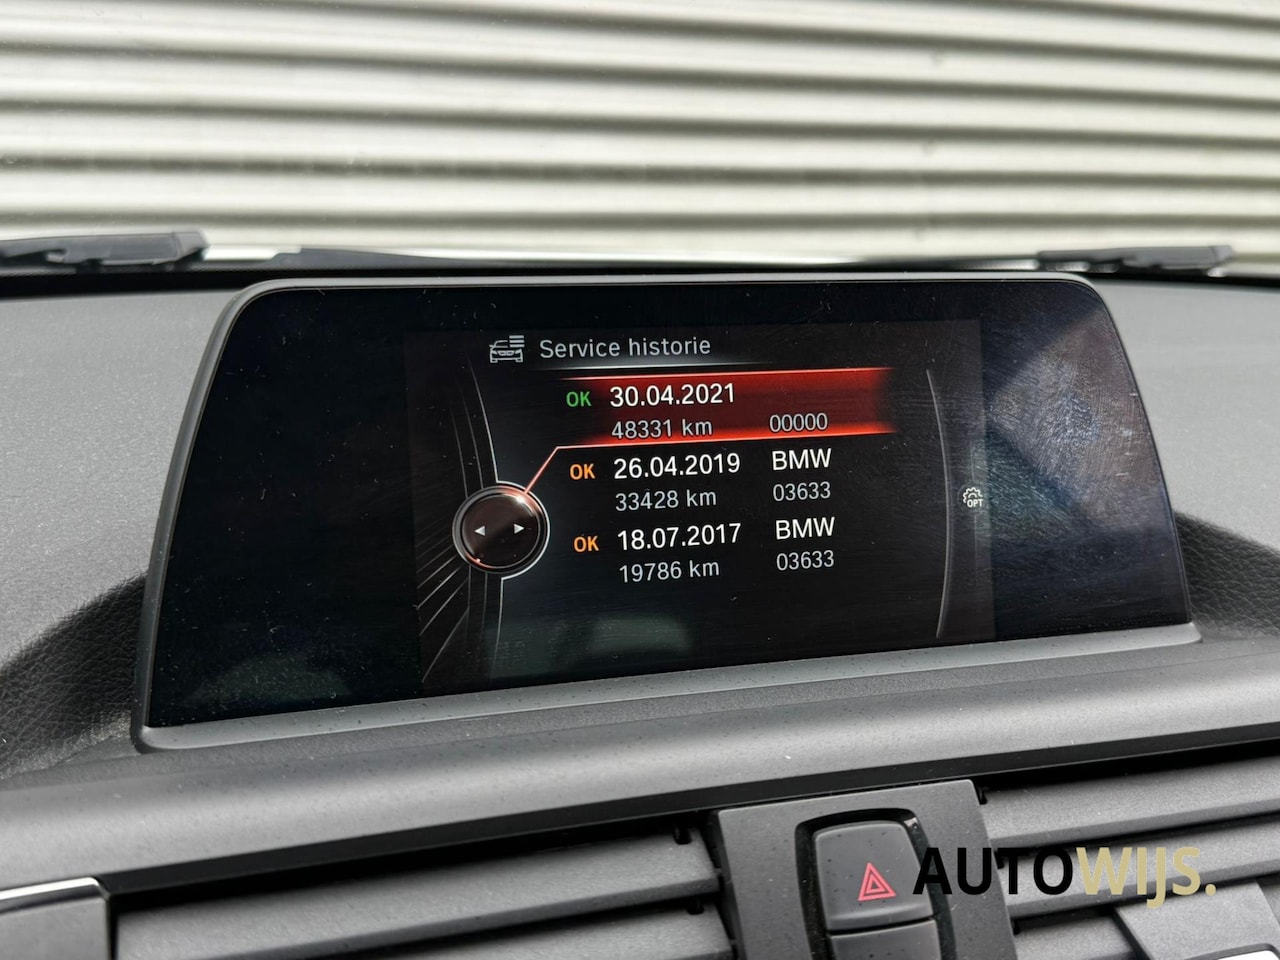 Service historie
OK 30.04.2021
48331 km 00000
OK 26.04.2019 BMW
33428 km 03633
OK 18.07.2017 BMW
19786 km 03633
OPT
AUTOWIJS.